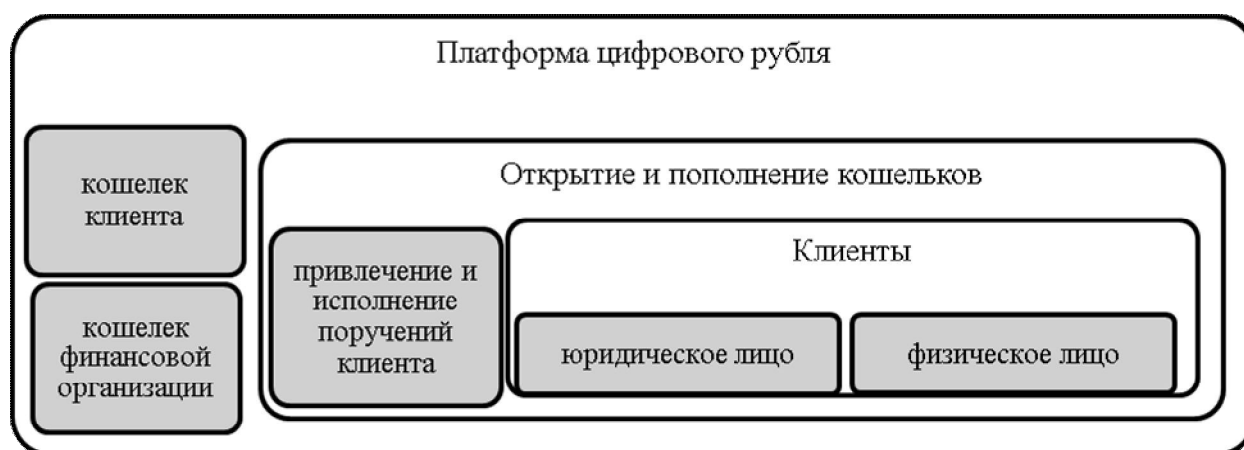 Платформа цифрового рубля
кошелек
клиента
кошелек
финансовой
организации
Открытие и пополнение кошельков
привлечение и
исполнение
поручений
клиента
Клиенты
юридическое лицо
физическое лицо